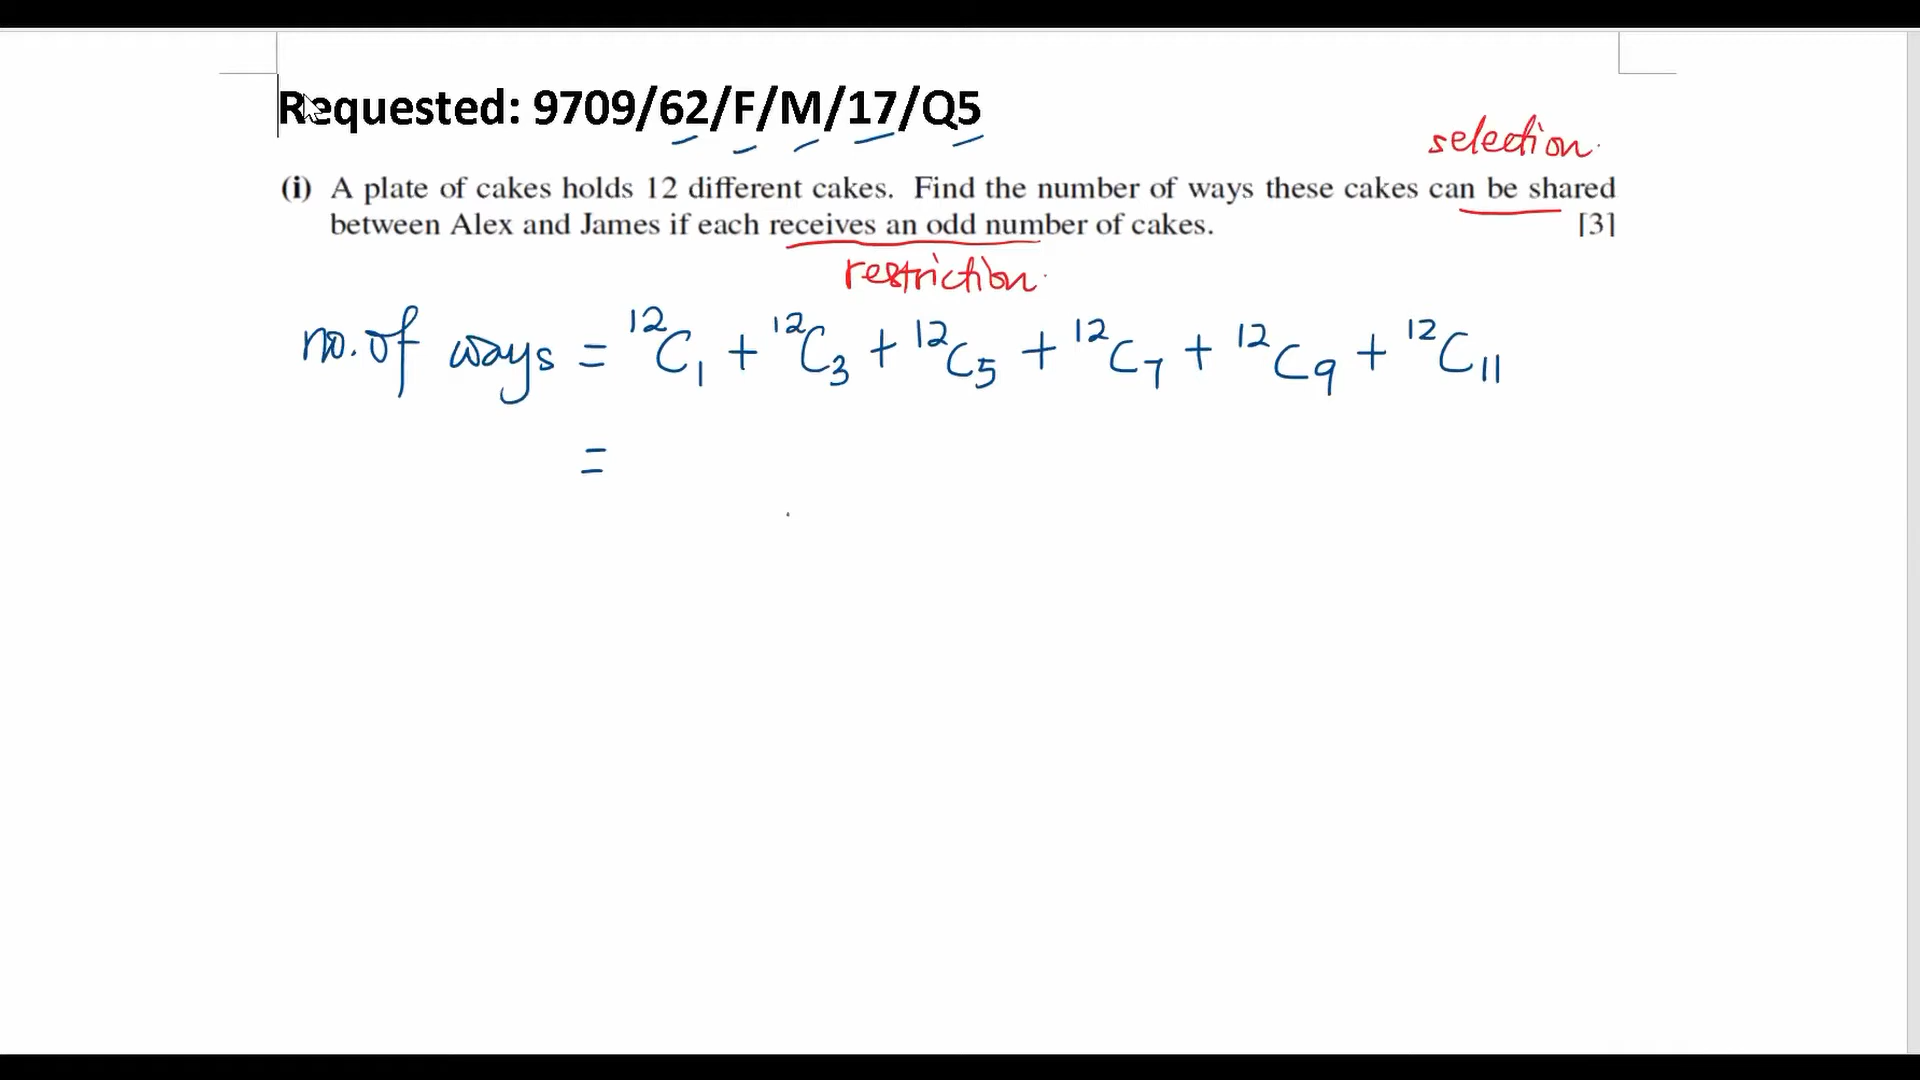 Requested: 9709/62/F/M/17/Q5
selection.
(i) A plate of cakes holds 12 different cakes. Find the number of ways these cakes can be shared
between Alex and James if each receives an odd number of cakes. [3]
restriction.
no. of ways = ¹²C₁ + ¹²C₃ + ¹²C₅ + ¹²C₇ + ¹²C₉ + ¹²C₁₁
=